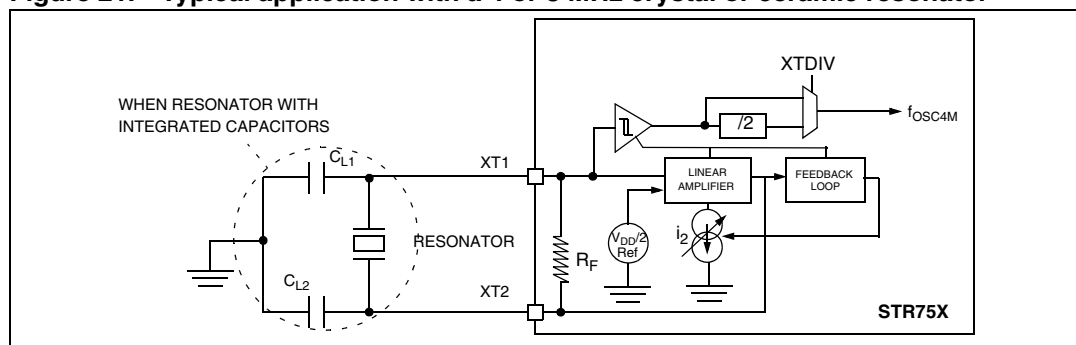 Figure 21. Typical application with a 4 or 8 MHz crystal or ceramic resonator
XTDIV
WHEN RESONATOR WITH
INTEGRATED CAPACITORS
/2
fOSC4M
CL1
XT1
LINEAR
AMPLIFIER
FEEDBACK
LOOP
RESONATOR
VDD/2
Ref
i2
RF
CL2
XT2
STR75X